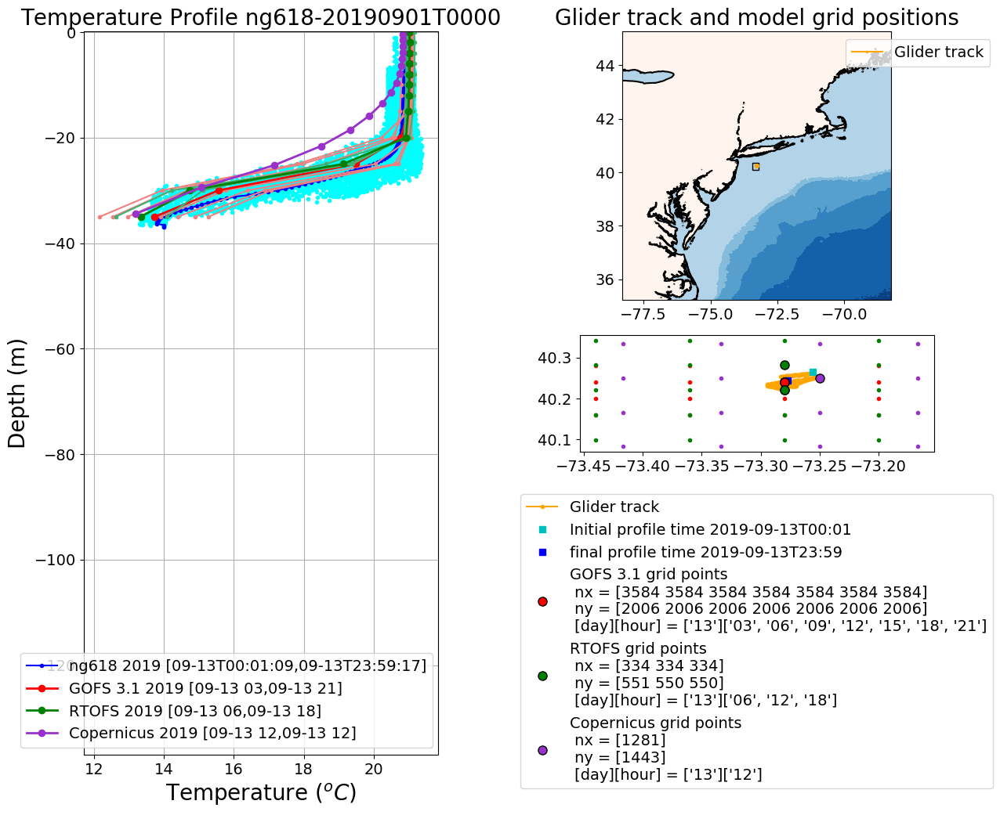 Temperature Profile ng618-20190901T0000
0
−20
−40
−60
−80
−100
−120
12
14
16
18
20
Depth (m)
Temperature (°C)
ng618 2019 [09-13T00:01:09,09-13T23:59:17]
GOFS 3.1 2019 [09-13 03,09-13 21]
RTOFS 2019 [09-13 06,09-13 18]
Copernicus 2019 [09-13 12,09-13 12]
Glider track and model grid positions
Glider track
44
42
40
38
36
−77.5
−75.0
−72.5
−70.0
40.3
40.2
40.1
−73.45
−73.40
−73.35
−73.30
−73.25
−73.20
Glider track
Initial profile time 2019-09-13T00:01
final profile time 2019-09-13T23:59
GOFS 3.1 grid points
nx = [3584 3584 3584 3584 3584 3584 3584]
ny = [2006 2006 2006 2006 2006 2006 2006]
[day][hour] = ['13']['03', '06', '09', '12', '15', '18', '21']
RTOFS grid points
nx = [334 334 334]
ny = [551 550 550]
[day][hour] = ['13']['06', '12', '18']
Copernicus grid points
nx = [1281]
ny = [1443]
[day][hour] = ['13']['12']